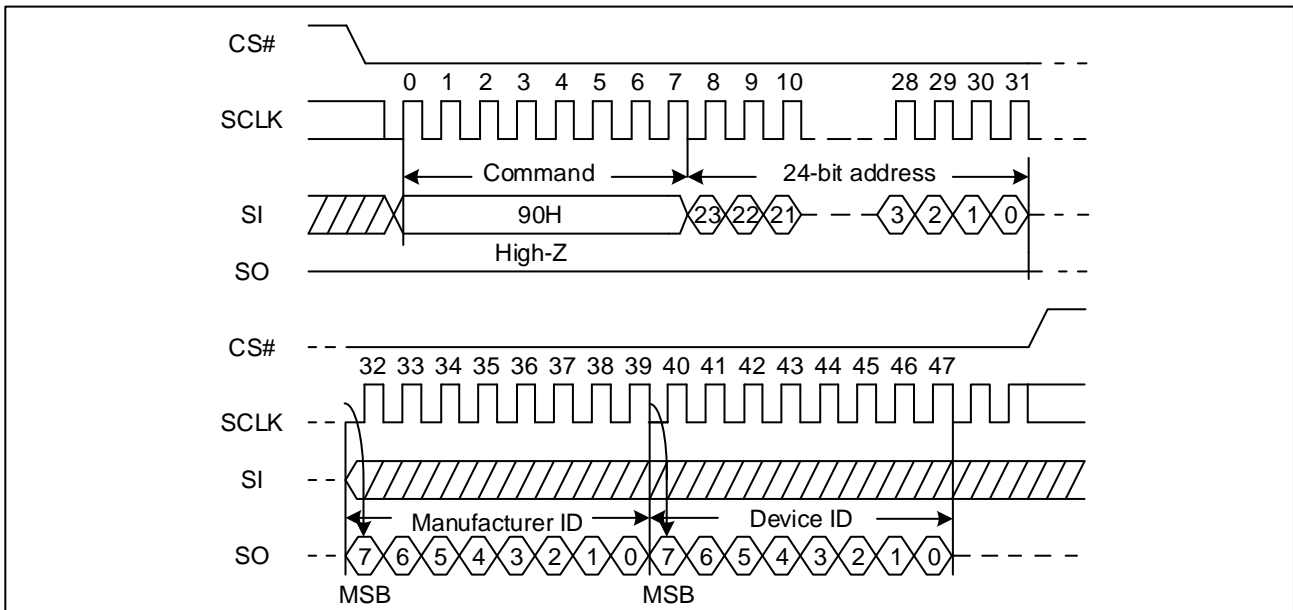 CS#
0 1 2 3 4 5 6 7 8 9 10 28 29 30 31
SCLK
Command 24-bit address
SI 90H 23 22 21 3 2 1 0
High-Z
SO
CS#
32 33 34 35 36 37 38 39 40 41 42 43 44 45 46 47
SCLK
SI
Manufacturer ID Device ID
SO 7 6 5 4 3 2 1 0 7 6 5 4 3 2 1 0
MSB MSB